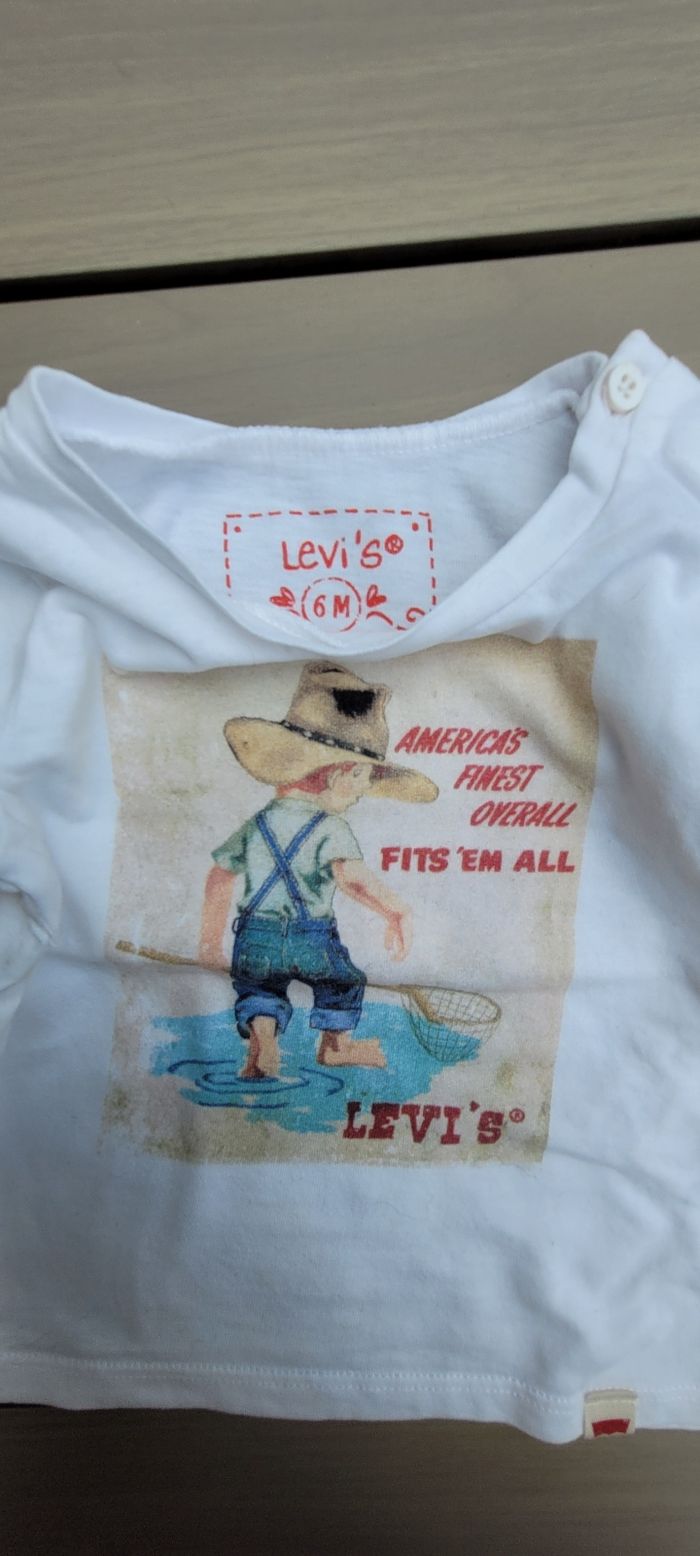 Levi's®
6M
AMERICA'S
FINEST
OVERALL
FITS 'EM ALL
LEVI'S®